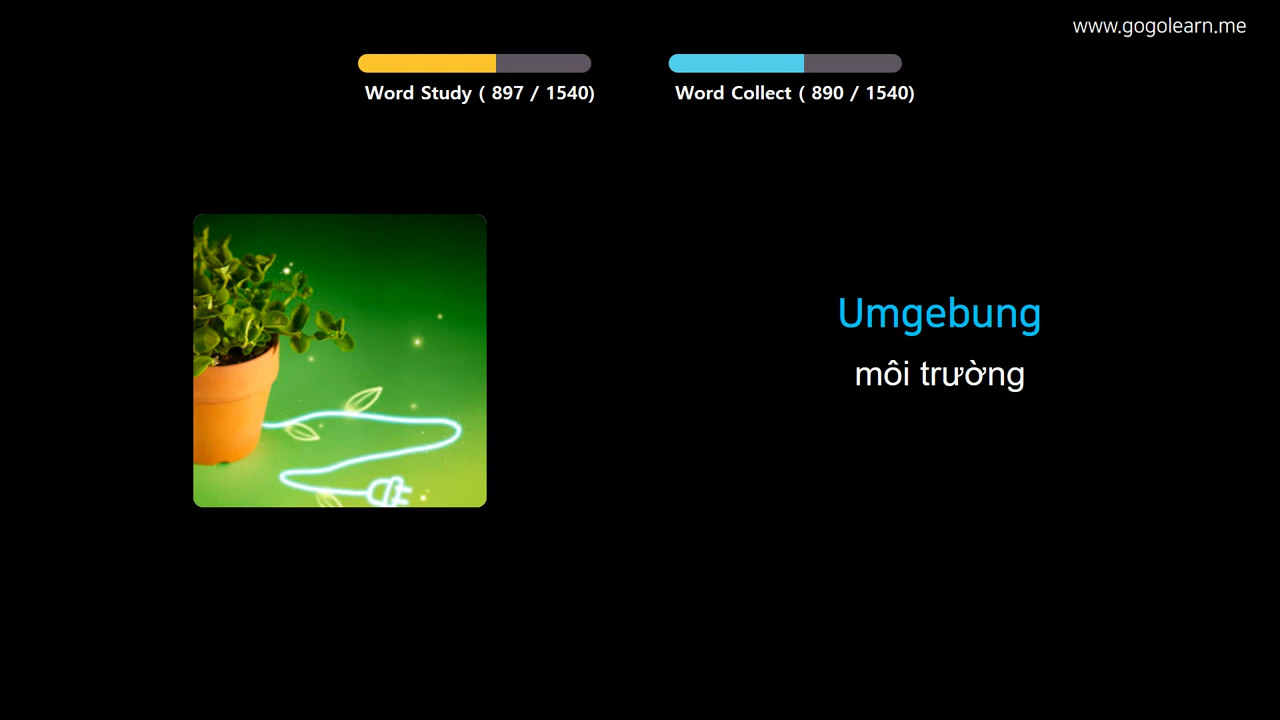 www.gogolearn.me
Word Study ( 897 / 1540)
Word Collect ( 890 / 1540)
Umgebung
môi trường